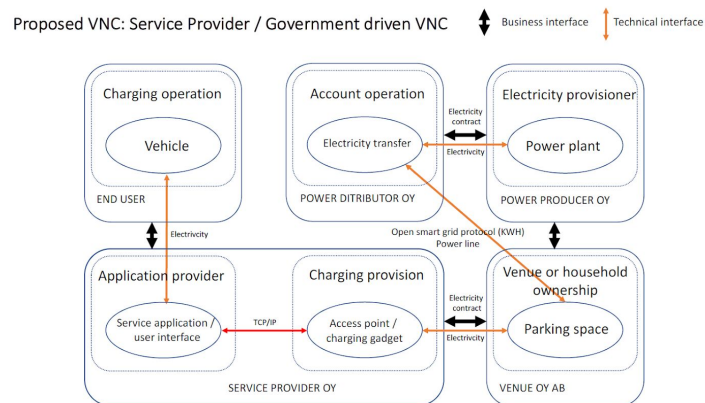 Proposed VNC: Service Provider / Government driven VNC
Business interface
Technical interface
Charging operation
Vehicle
END USER
Account operation
Electricity transfer
POWER DITRIBUTOR OY
Electricity
contract
Electrivcity
Electricity provisioner
Power plant
POWER PRODUCER OY
Electrivcity
Open smart grid protocol (KWH)
Power line
Application provider
Service application /
user interface
TCP/IP
Charging provision
Access point /
charging gadget
SERVICE PROVIDER OY
Electricity
contract
Electrivcity
Venue or household
ownership
Parking space
VENUE OY AB